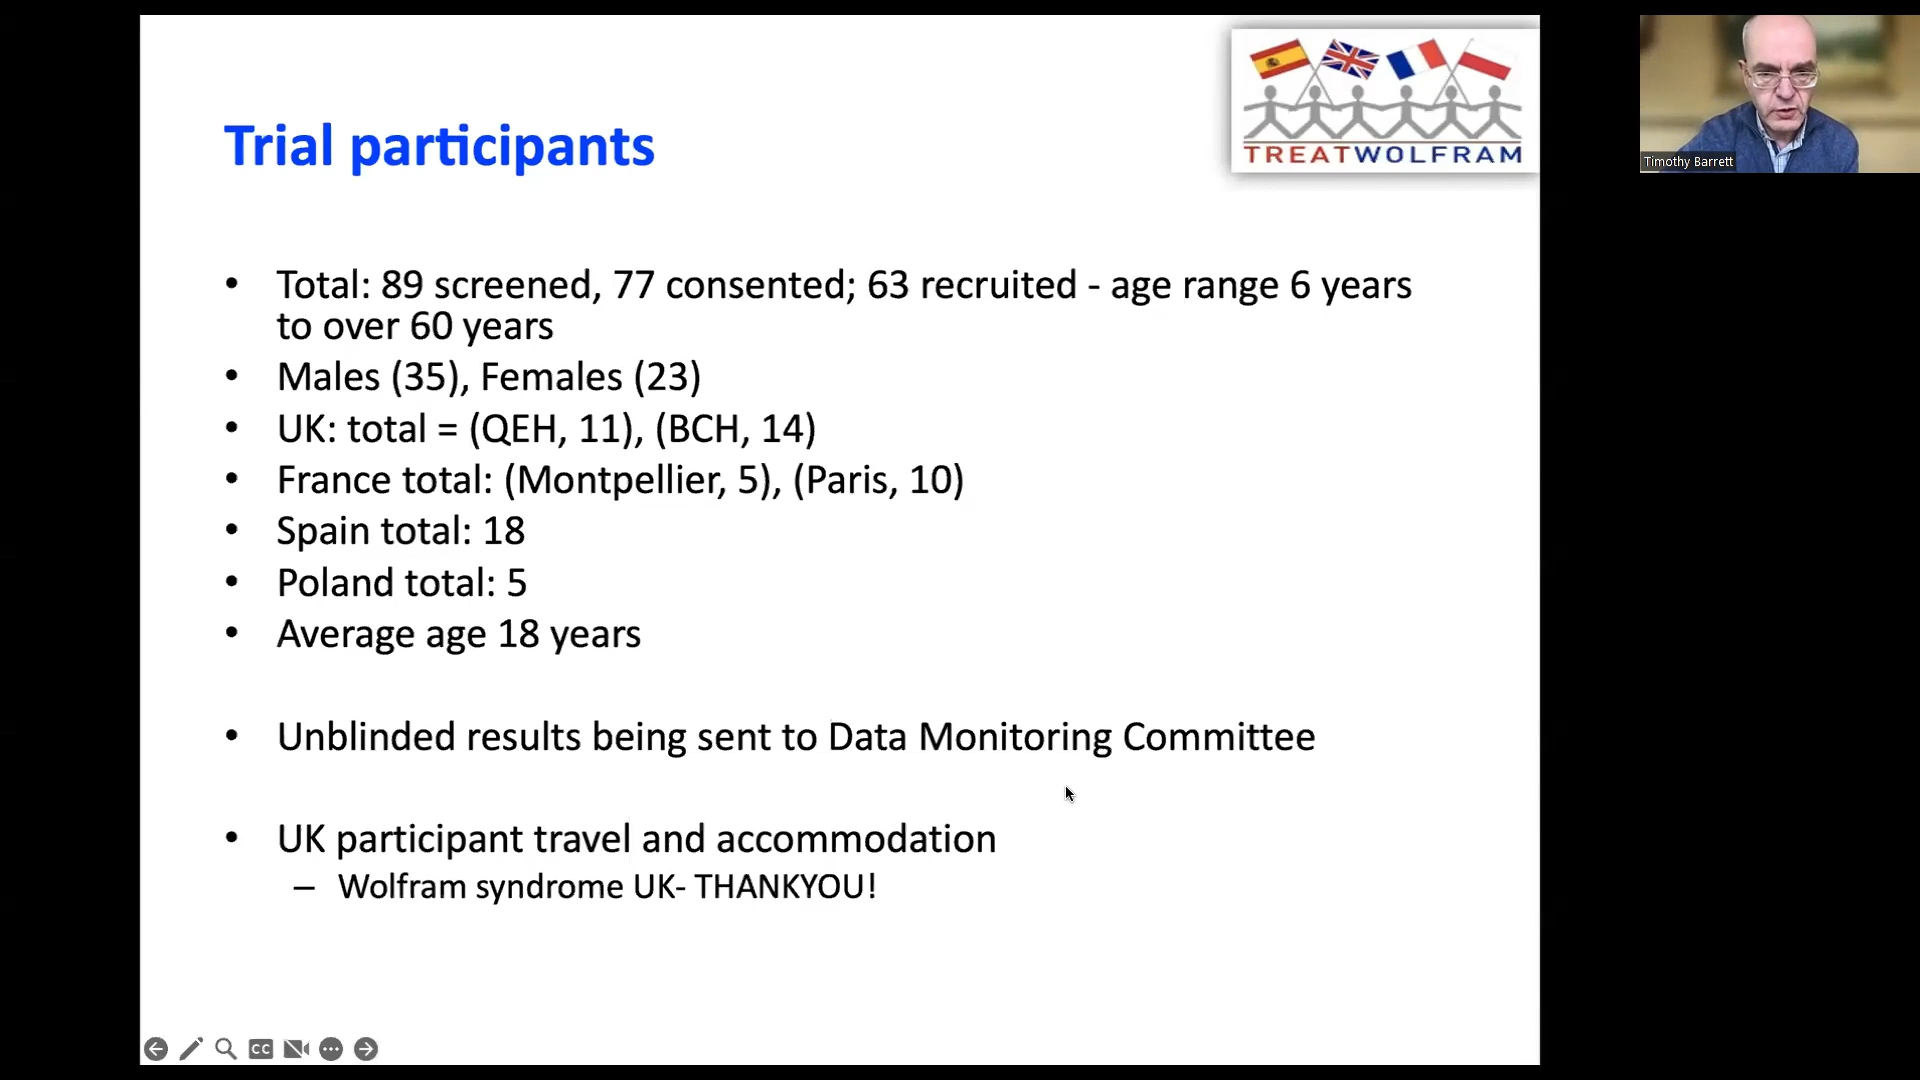 TREATWOLFRAM
Timothy Barrett
Trial participants
• Total: 89 screened, 77 consented; 63 recruited - age range 6 years
to over 60 years
• Males (35), Females (23)
• UK: total = (QEH, 11), (BCH, 14)
• France total: (Montpellier, 5), (Paris, 10)
• Spain total: 18
• Poland total: 5
• Average age 18 years
• Unblinded results being sent to Data Monitoring Committee
• UK participant travel and accommodation
– Wolfram syndrome UK- THANKYOU!
CC